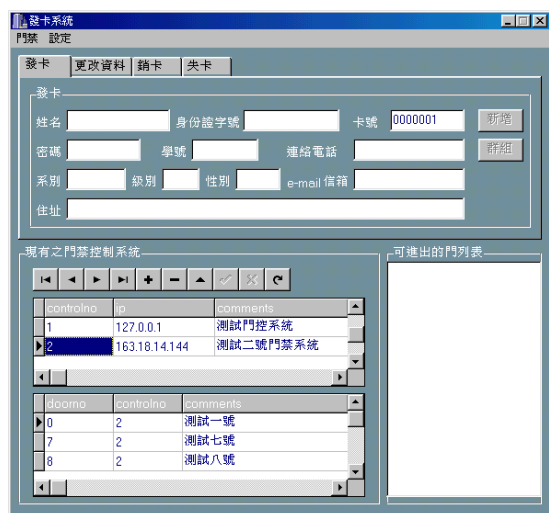 發卡系統
門禁 設定
發卡 更改資料 銷卡 失卡
發卡
姓名 身份證字號 卡號 0000001 新增
密碼 學號 連絡電話 群組
系別 級別 性別 e-mail 信箱
住址
現有之門禁控制系統
可進出的門列表
controlno ip comments
1 127.0.0.1 測試門控系統
2 163.18.14.144 測試二號門禁系統
doorno controlno comments
0 2 測試一號
7 2 測試七號
8 2 測試八號